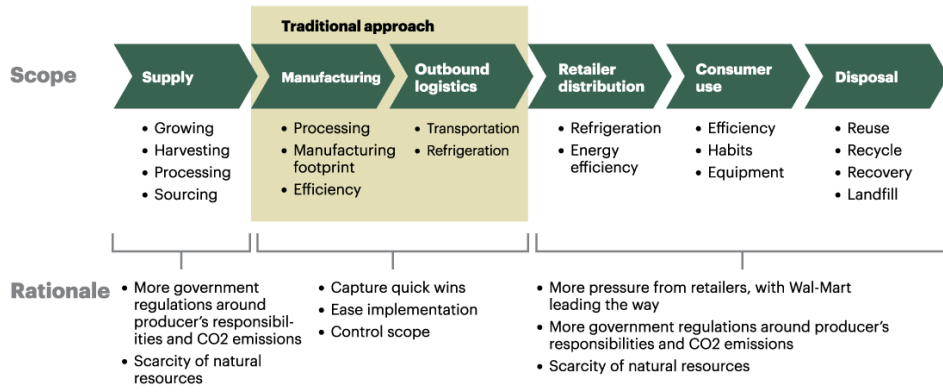 Traditional approach
Scope
Supply
Manufacturing
Outbound
logistics
Retailer
distribution
Consumer
use
Disposal
• Growing
• Harvesting
• Processing
• Sourcing
• Processing
• Manufacturing
footprint
• Efficiency
• Transportation
• Refrigeration
• Refrigeration
• Energy
efficiency
• Efficiency
• Habits
• Equipment
• Reuse
• Recycle
• Recovery
• Landfill
Rationale
• More government
regulations around
producer's responsibil-
ities and CO2 emissions
• Scarcity of natural
resources
• Capture quick wins
• Ease implementation
• Control scope
• More pressure from retailers, with Wal-Mart
leading the way
• More government regulations around producer's
responsibilities and CO2 emissions
• Scarcity of natural resources